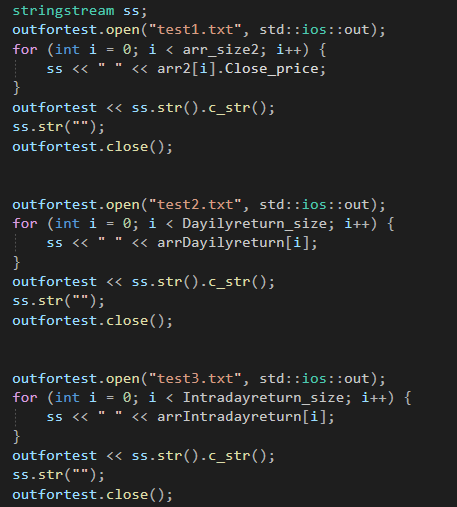 stringstream ss;
outfortest.open("test1.txt", std::ios::out);
for (int i = 0; i < arr_size2; i++) {
    ss << " " << arr2[i].Close_price;
}
outfortest << ss.str().c_str();
ss.str("");
outfortest.close();
outfortest.open("test2.txt", std::ios::out);
for (int i = 0; i < Dayilyreturn_size; i++) {
    ss << " " << arrDayilyreturn[i];
}
outfortest << ss.str().c_str();
ss.str("");
outfortest.close();
outfortest.open("test3.txt", std::ios::out);
for (int i = 0; i < Intradayreturn_size; i++) {
    ss << " " << arrIntradayreturn[i];
}
outfortest << ss.str().c_str();
ss.str("");
outfortest.close();